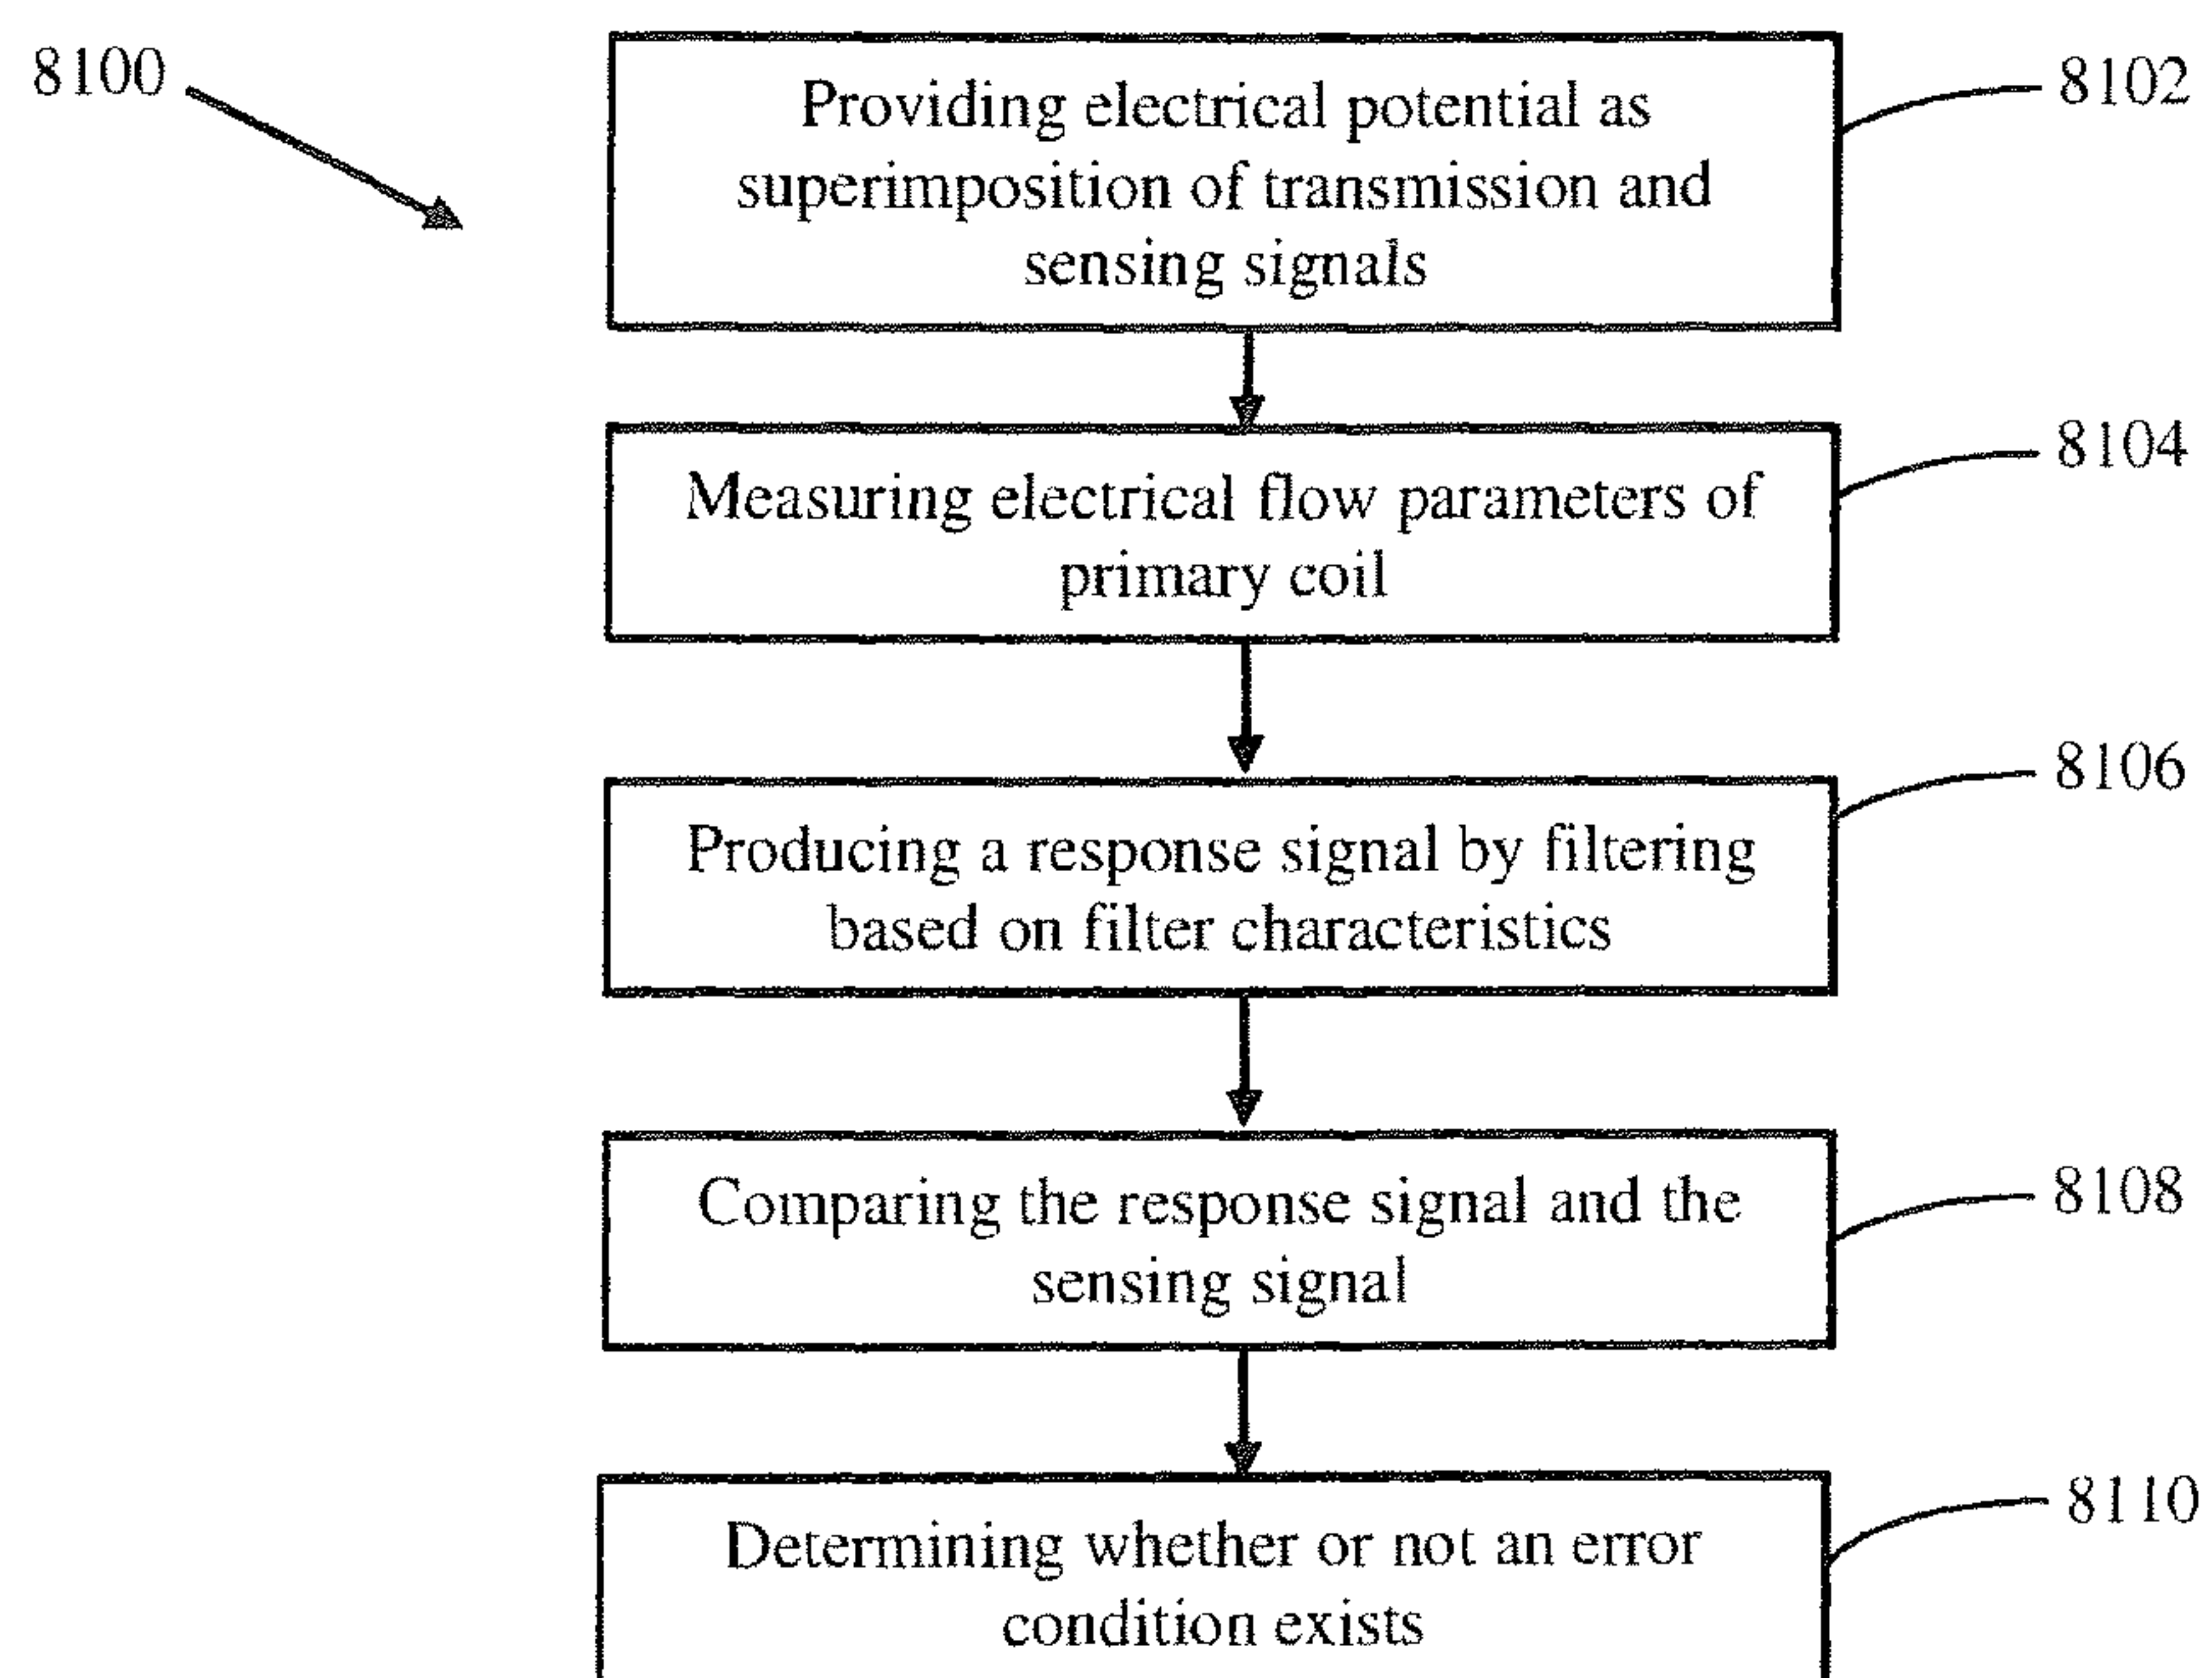 8100
Providing electrical potential as
superimposition of transmission and
sensing signals
8102
Measuring electrical flow parameters of
primary coil
8104
Producing a response signal by filtering
based on filter characteristics
8106
Comparing the response signal and the
sensing signal
8108
Determining whether or not an error
condition exists
8110